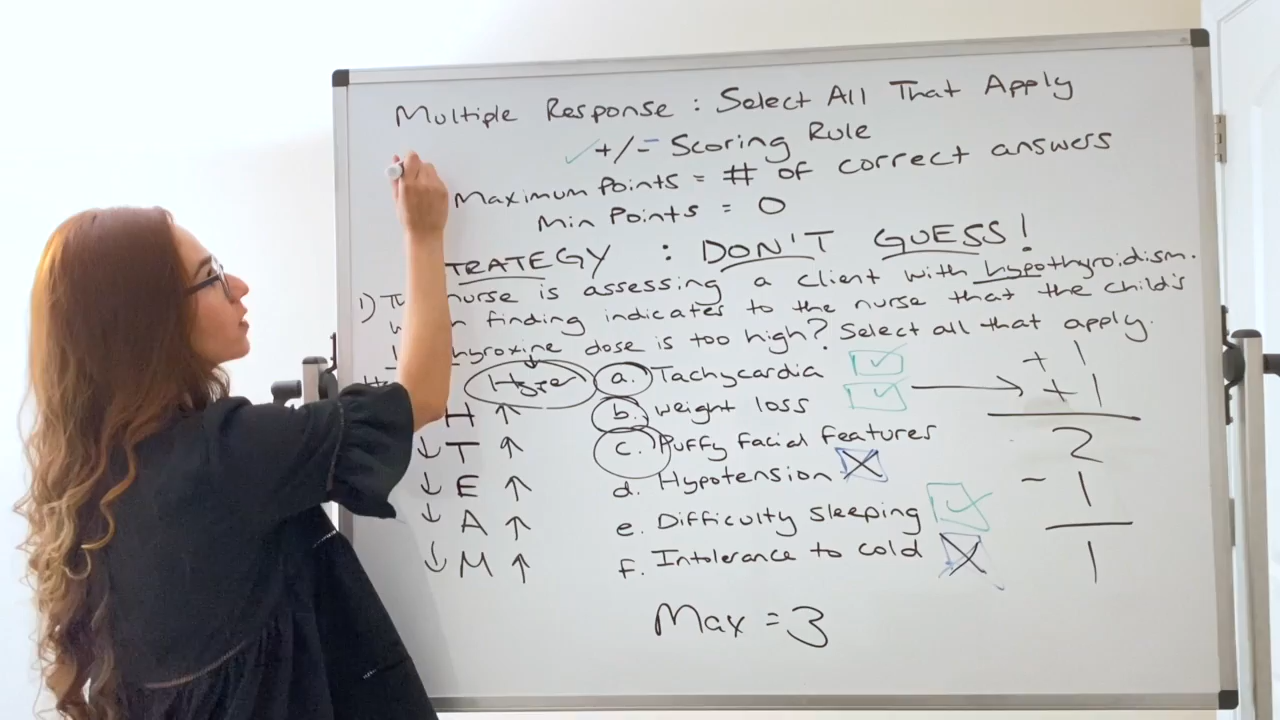 Multiple Response : Select All That Apply
✓ +/- Scoring Rule
Maximum Points = # of correct answers
Min Points = 0
TRATEGY : DON'T GUESS!
1) nurse is assessing a client with hypothyroidism.
finding indicates to the nurse that the child's
dose is too high? Select all that apply.
Hyper
H ↑
↓ T ↑
↓ E ↑
↓ A ↑
↓ M ↑
a. Tachycardia
b. weight loss
c. Puffy facial features
d. Hypotension
e. Difficulty sleeping
f. Intolerance to cold
Max = 3
+ 1
+ 1
2
- 1
1